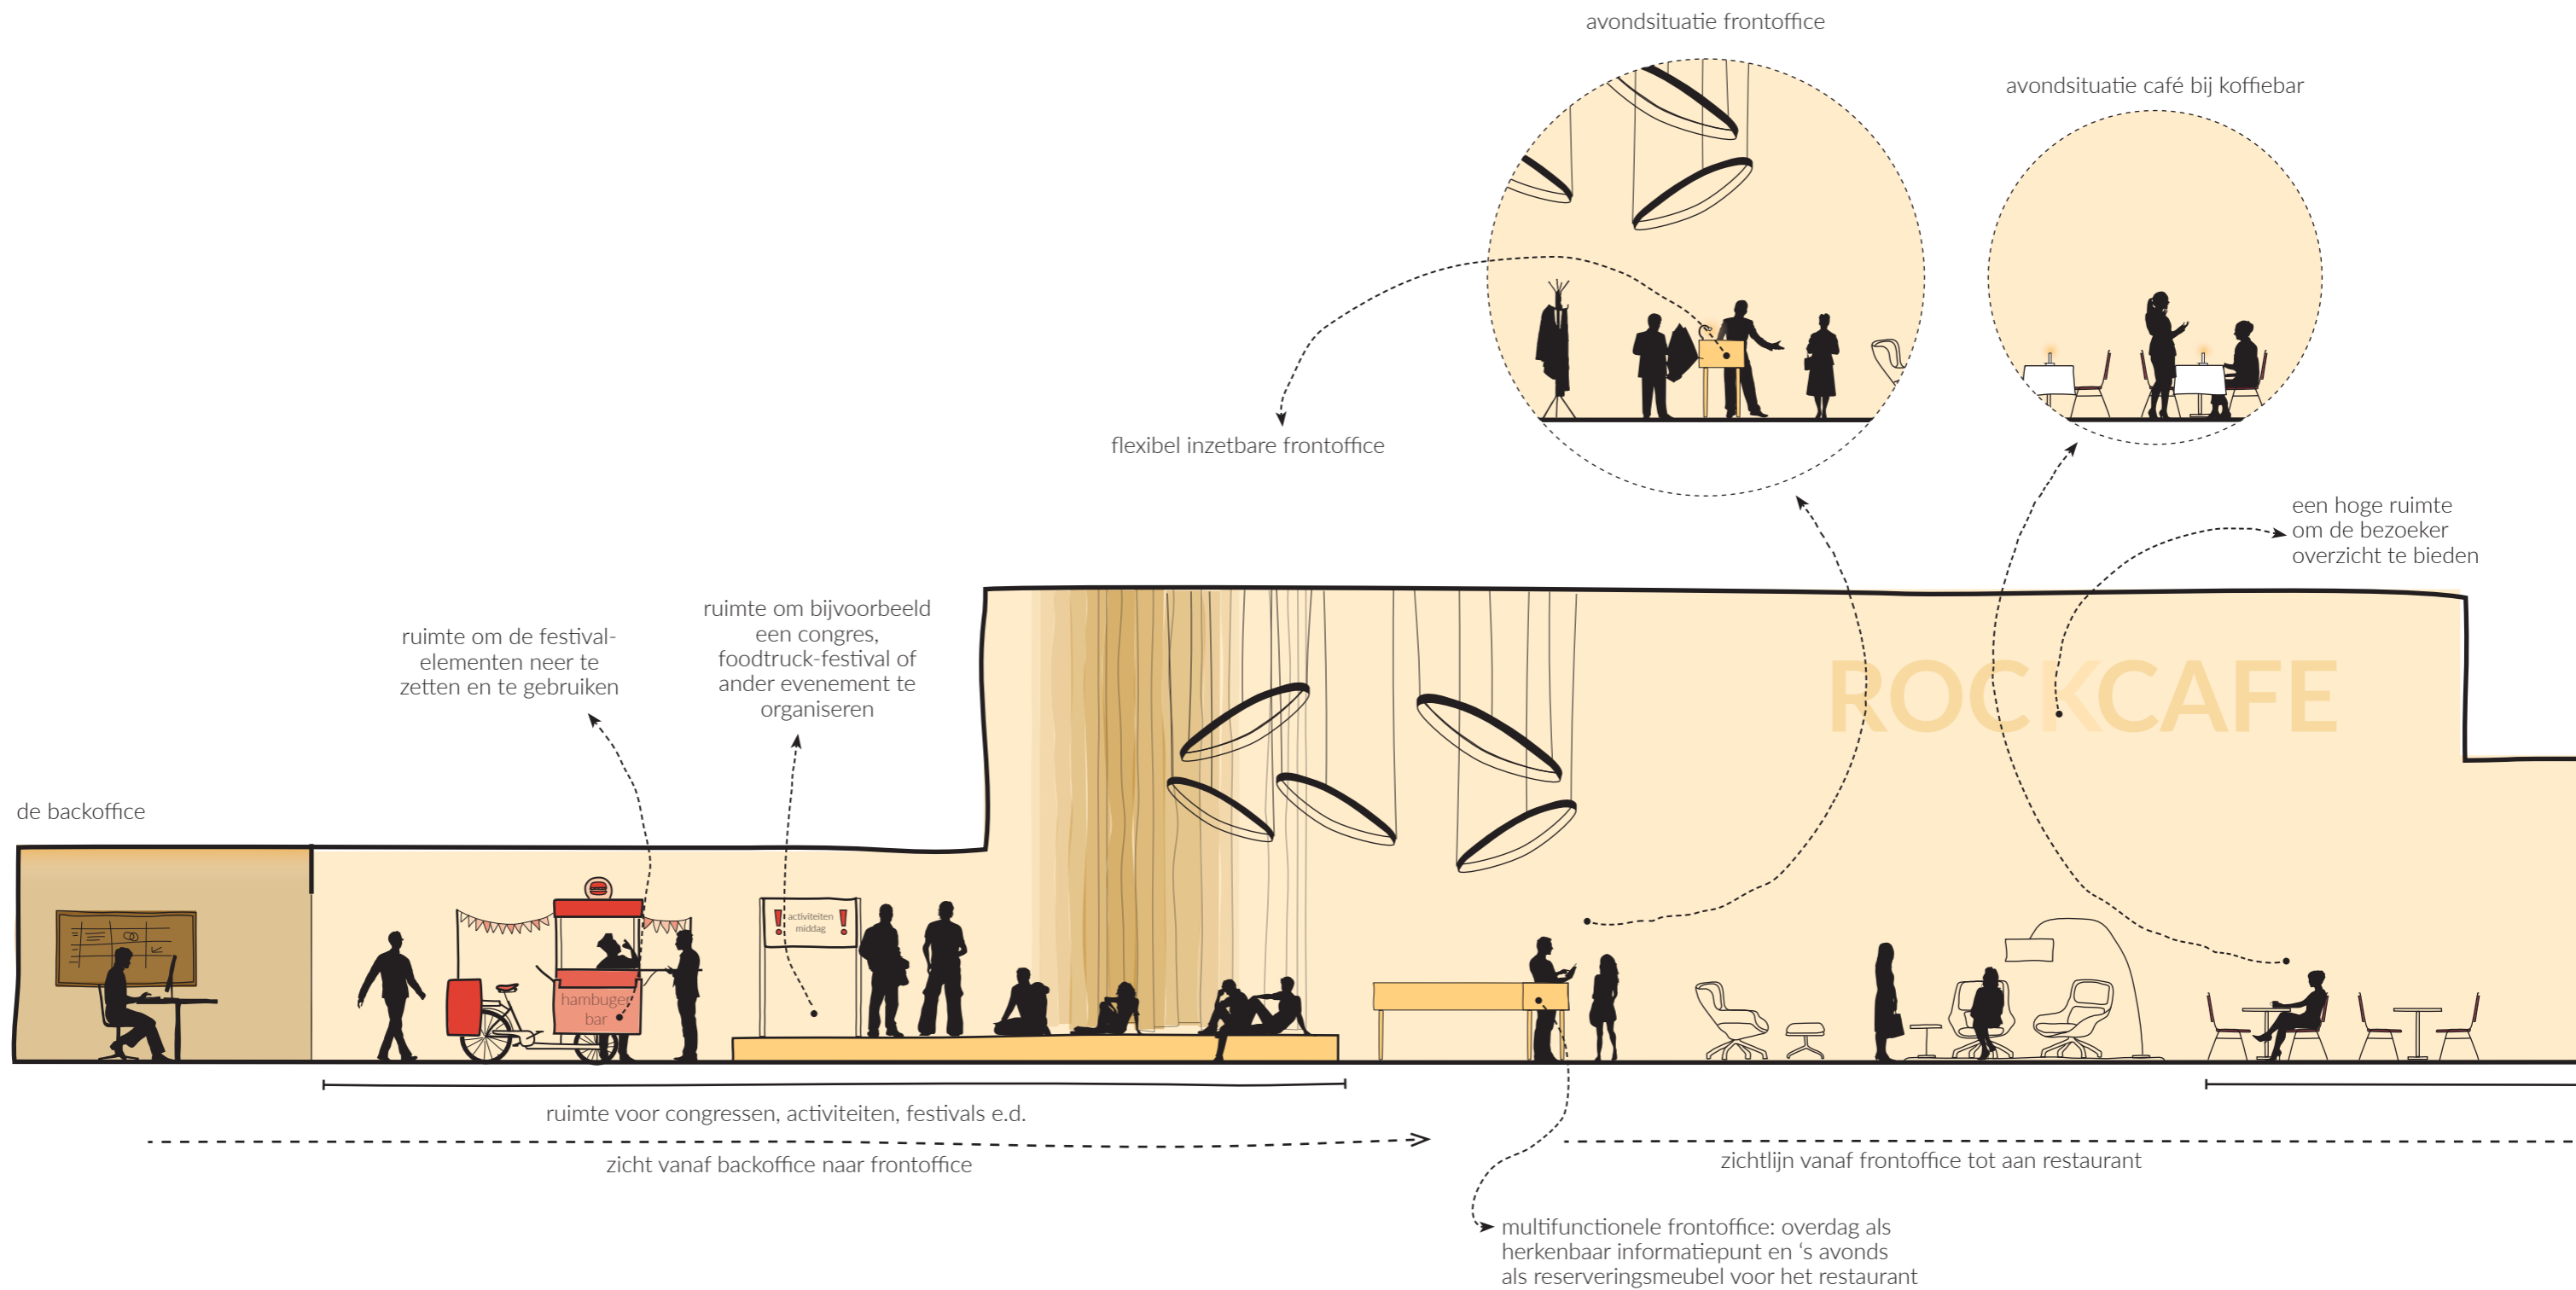 avondsituatie frontoffice
avondsituatie café bij koffiebar
flexibel inzetbare frontoffice
een hoge ruimte
om de bezoeker
overzicht te bieden
ruimte om bijvoorbeeld
een congres,
foodtruck-festival of
ander evenement te
organiseren
ruimte om de festival-
elementen neer te
zetten en te gebruiken
ROCKCAFE
de backoffice
activiteiten
middag
hambuger
bar
ruimte voor congressen, activiteiten, festivals e.d.
zicht vanaf backoffice naar frontoffice
zichtlijn vanaf frontoffice tot aan restaurant
multifunctionele frontoffice: overdag als
herkenbaar informatiepunt en ‘s avonds
als reserveringsmeubel voor het restaurant